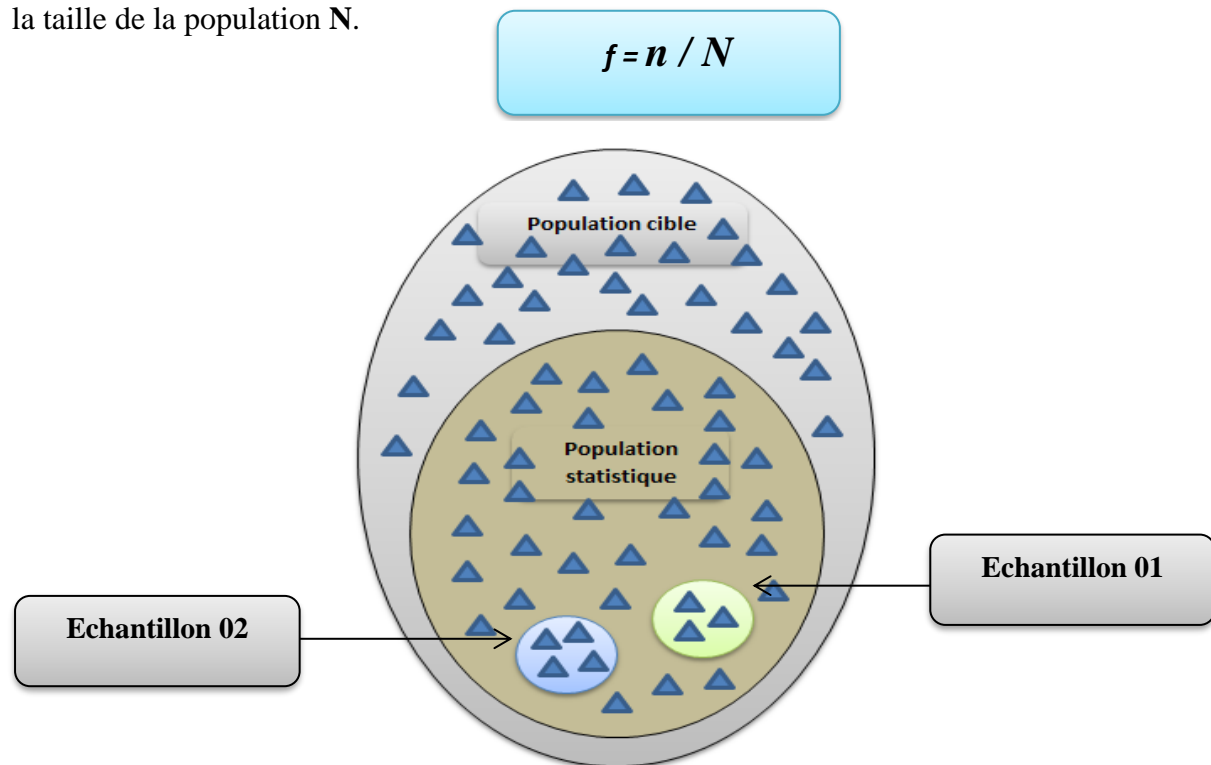 la taille de la population N.
f = n / N
Population cible
Population
statistique
Echantillon 01
Echantillon 02